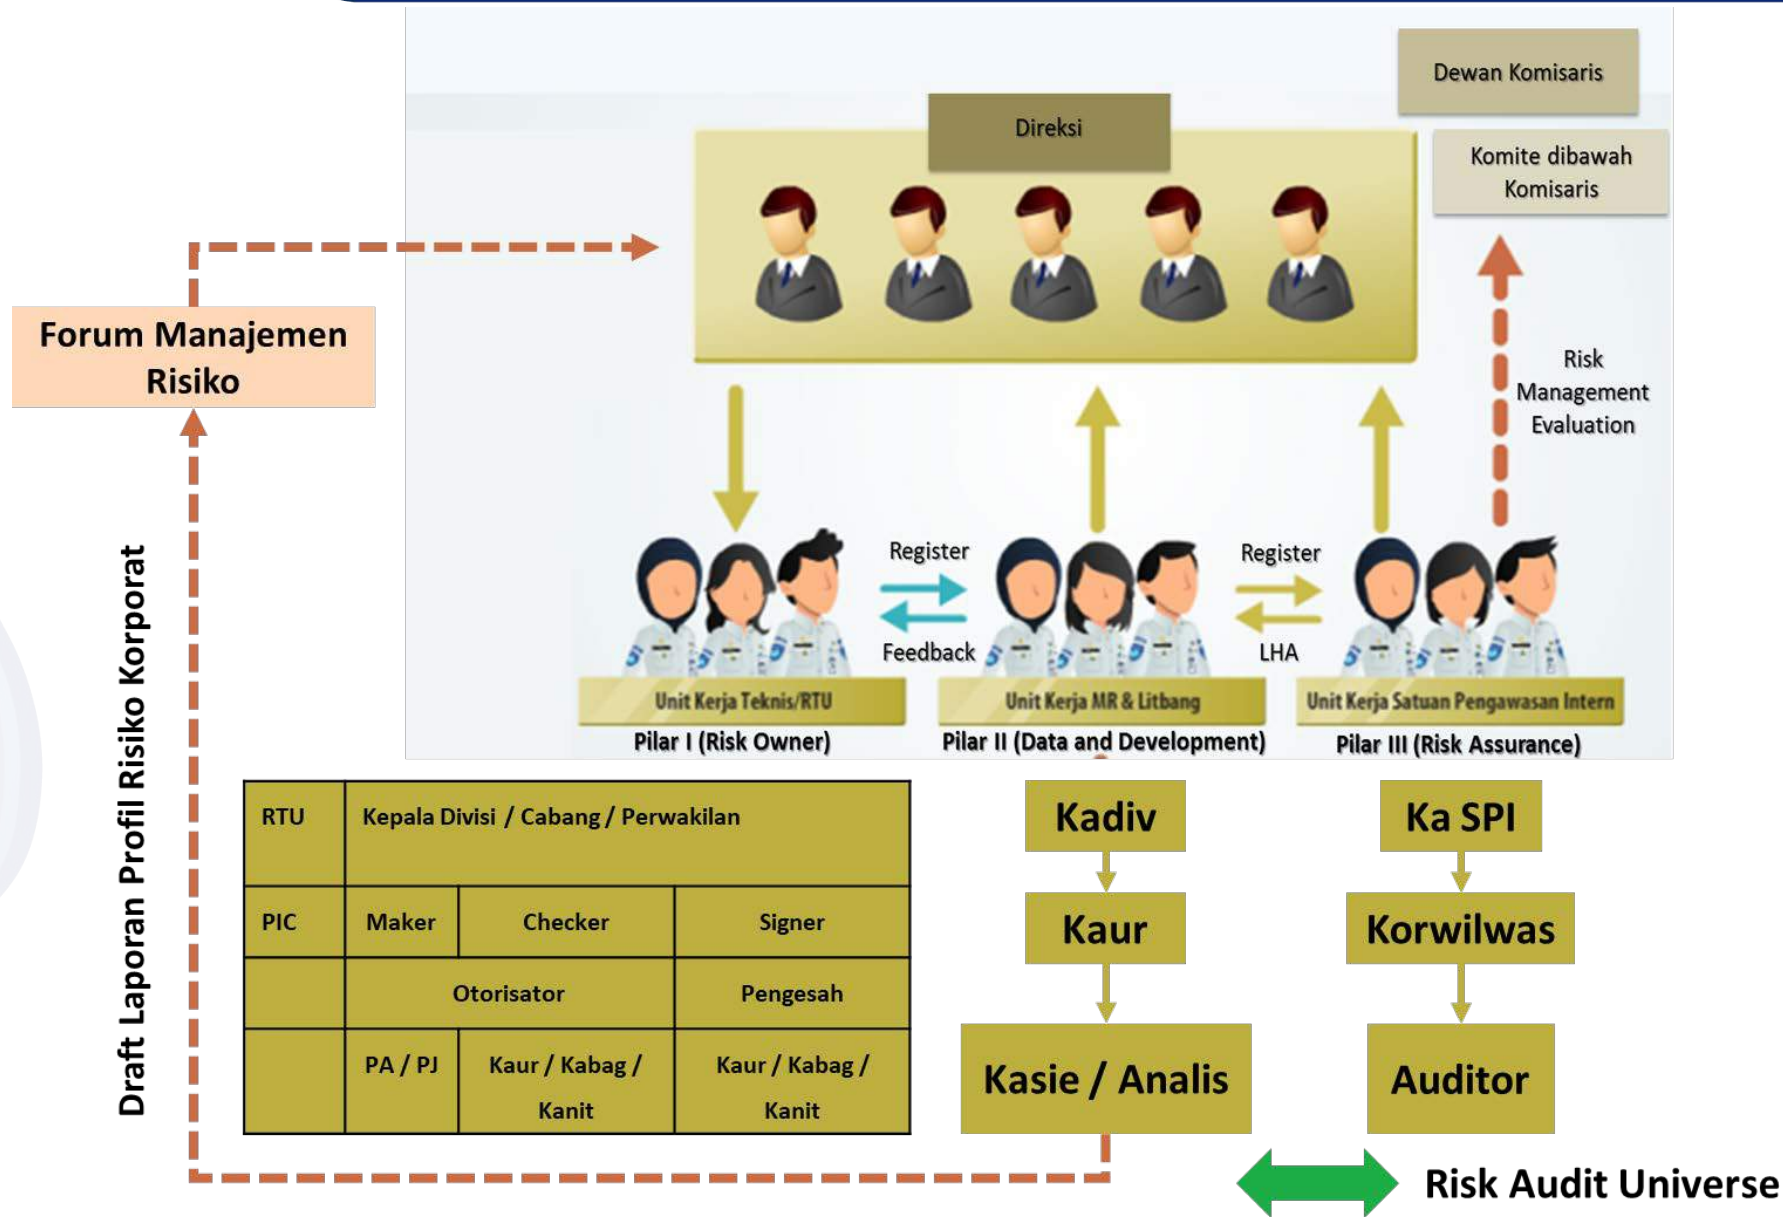 Dewan Komisaris
Direksi
Komite dibawah
Komisaris
Forum Manajemen
Risiko
Risk
Management
Evaluation
Draft Laporan Profil Risiko Korporat
Register
Feedback
Register
LHA
Unit Kerja Teknis/RTU
Unit Kerja MR & Litbang
Unit Kerja Satuan Pengawasan Intern
Pilar I (Risk Owner)
Pilar II (Data and Development)
Pilar III (Risk Assurance)
RTU
Kepala Divisi / Cabang / Perwakilan
PIC
Maker
Checker
Signer
Otorisator
Pengesah
PA / PJ
Kaur / Kabag /
Kanit
Kaur / Kabag /
Kanit
Kadiv
Kaur
Kasie / Analis
Ka SPI
Korwilwas
Auditor
Risk Audit Universe